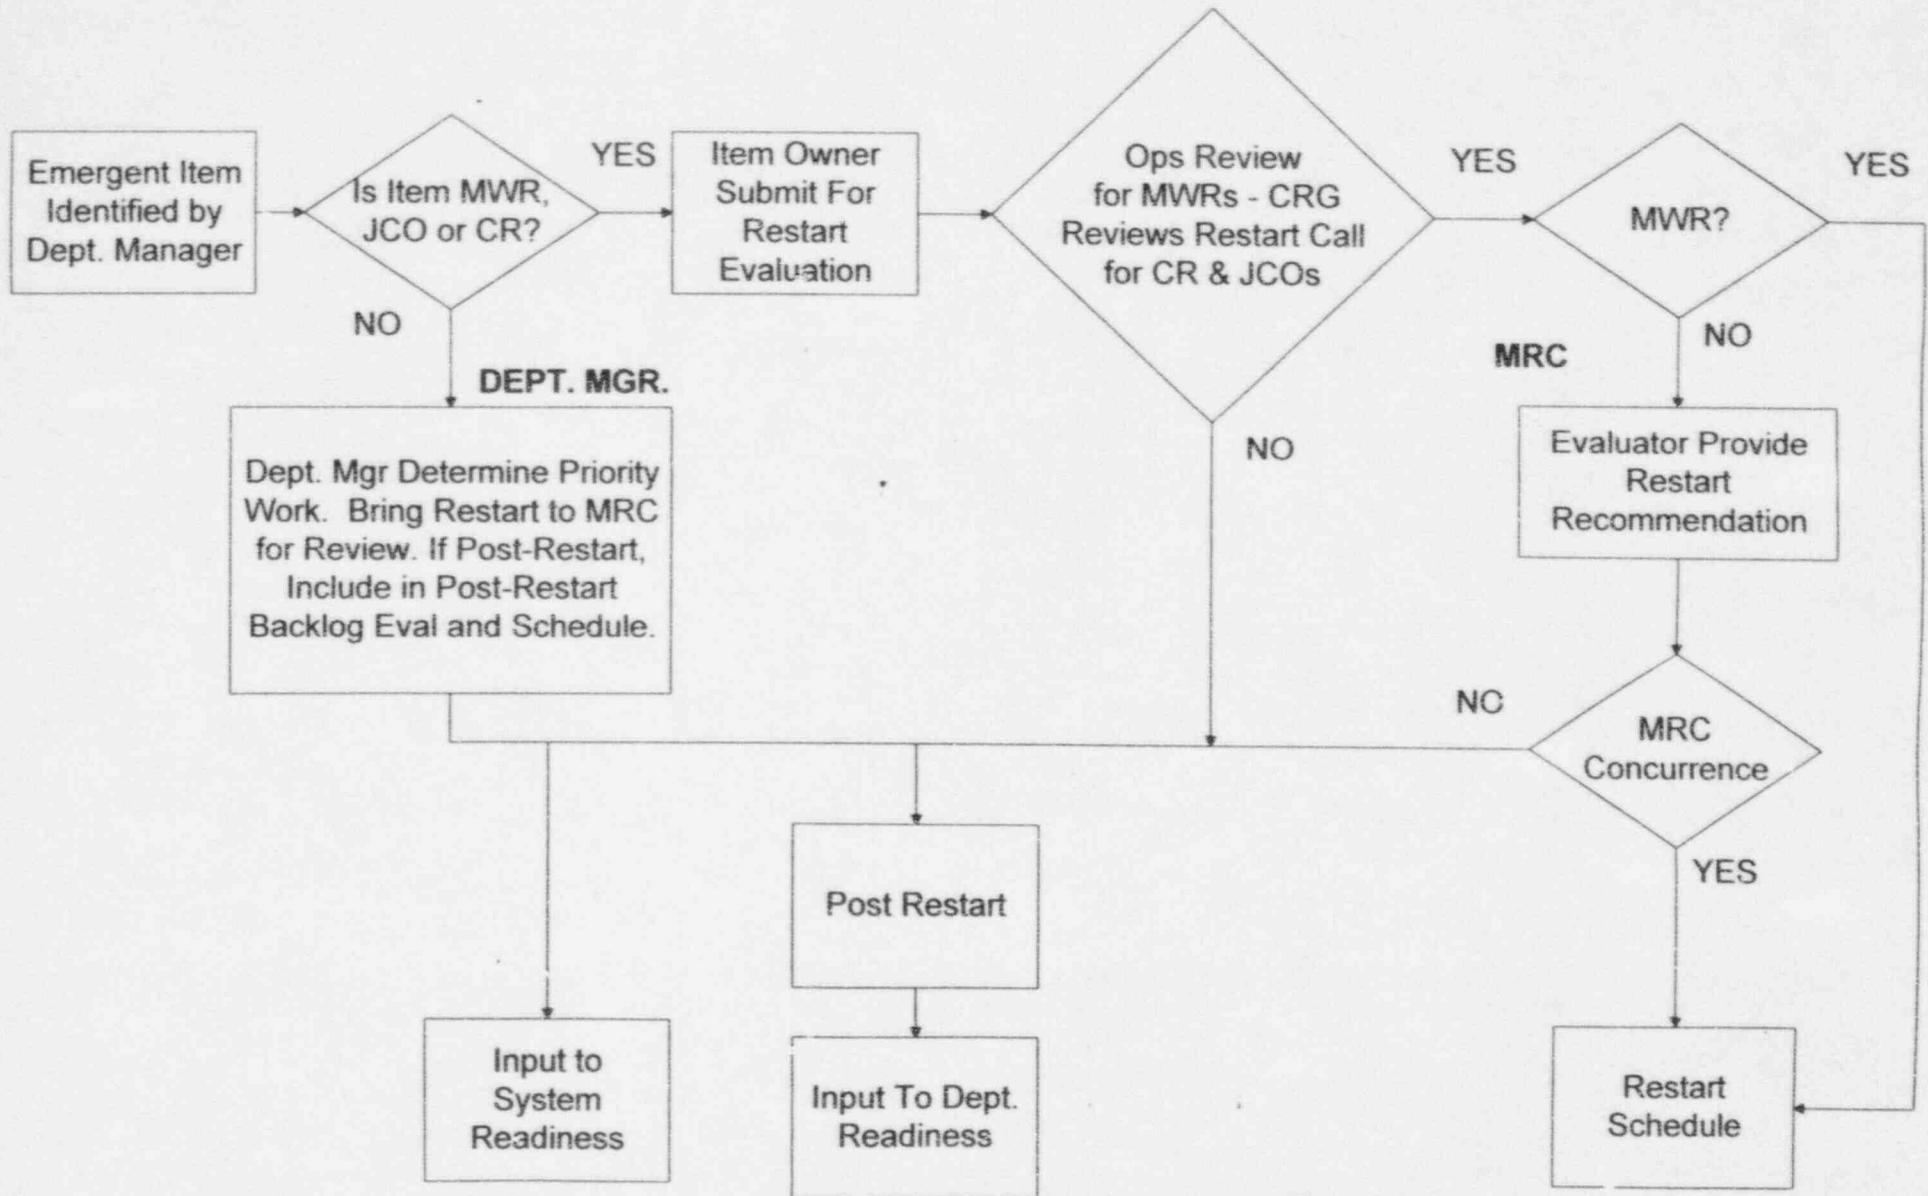 Emergent Item
Identified by
Dept. Manager
Is Item MWR,
JCO or CR?
YES
NO
Item Owner
Submit For
Restart
Evaluation
Ops Review
for MWRs - CRG
Reviews Restart Call
for CR & JCOs
YES
NO
MWR?
YES
NO
DEPT. MGR.
Dept. Mgr Determine Priority
Work. Bring Restart to MRC
for Review. If Post-Restart,
Include in Post-Restart
Backlog Eval and Schedule.
MRC
Evaluator Provide
Restart
Recommendation
MRC
Concurrence
NO
YES
Post Restart
Input to
System
Readiness
Input To Dept.
Readiness
Restart
Schedule